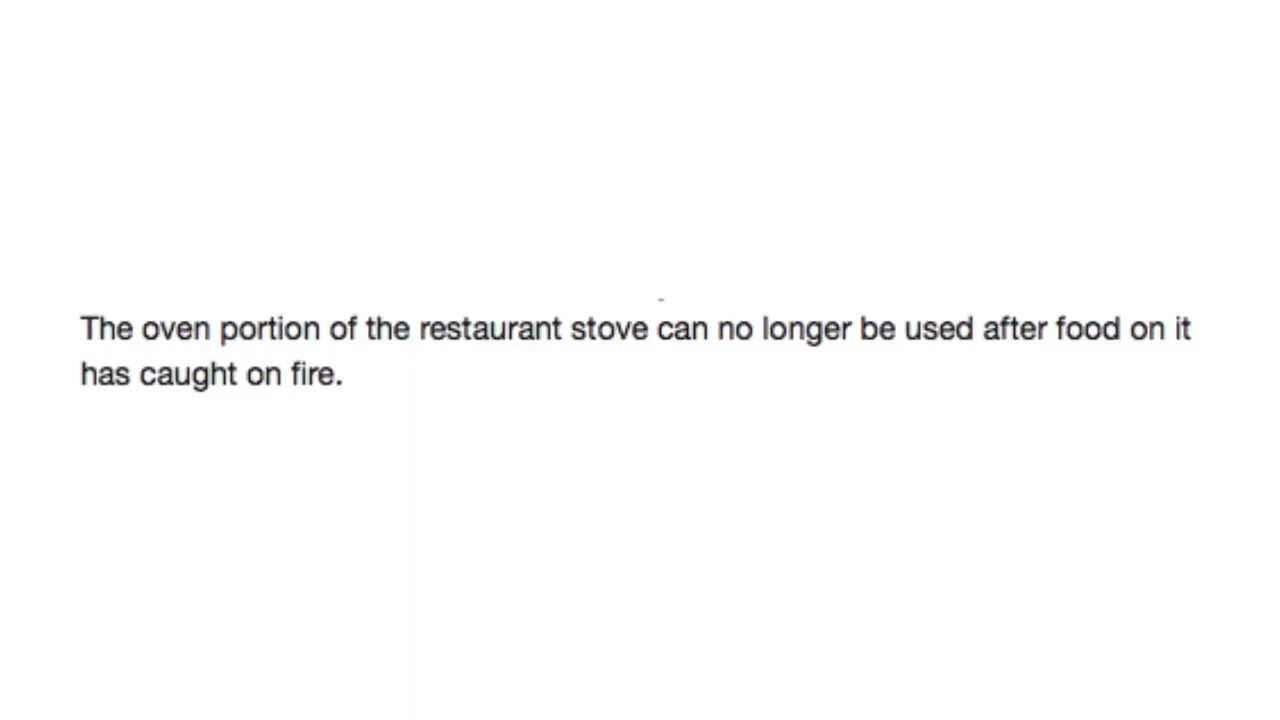 The oven portion of the restaurant stove can no longer be used after food on it
has caught on fire.